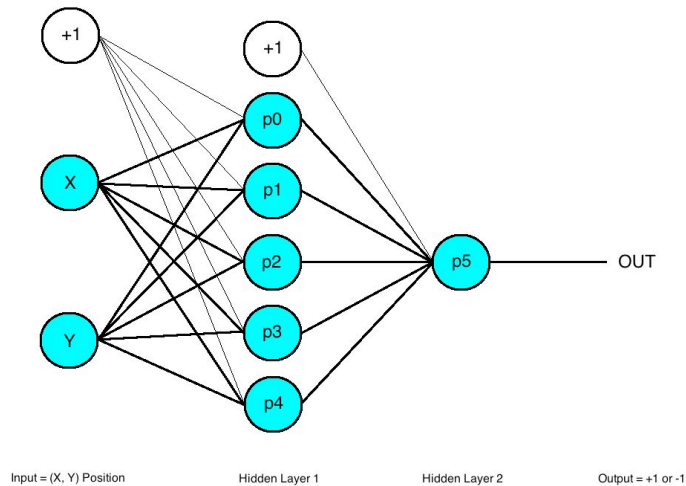 +1
+1
p0
p1
X
p2
p5
OUT
p3
Y
p4
Input = (X, Y) Position
Hidden Layer 1
Hidden Layer 2
Output = +1 or -1